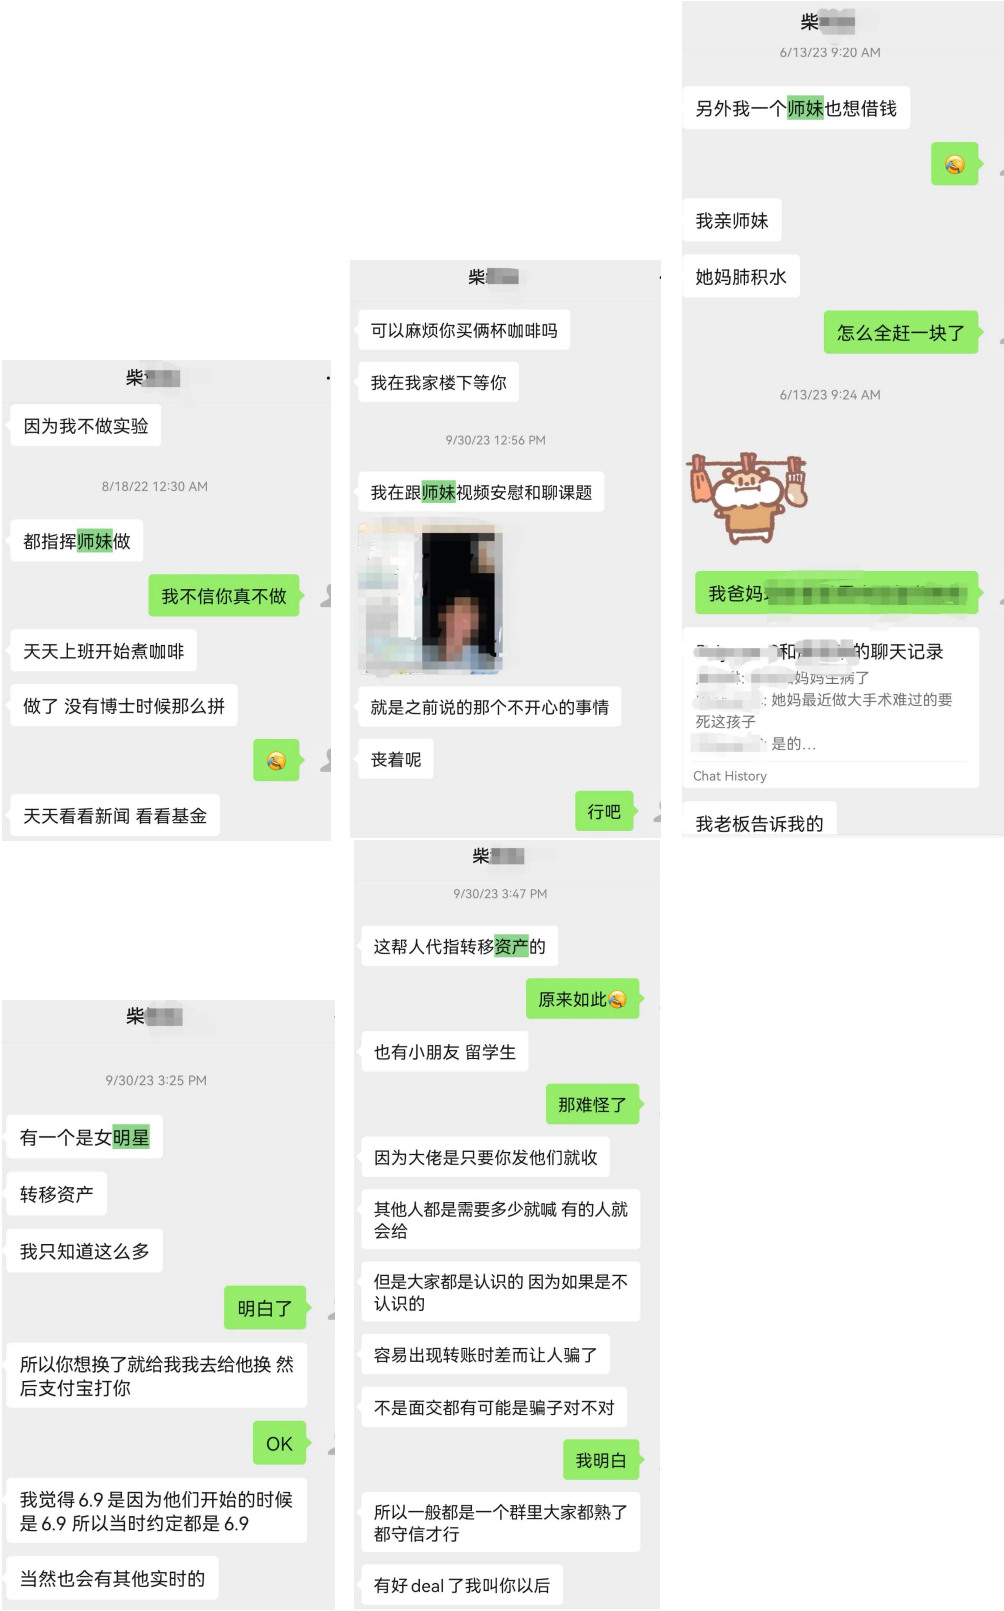 柴
因为我不做实验
8/18/22 12:30 AM
都指挥师妹做
我不信你真不做
天天上班开始煮咖啡
做了 没有博士时候那么拼
天天看看新闻 看看基金
柴
可以麻烦你买俩杯咖啡吗
我在我家楼下等你
9/30/23 12:56 PM
我在跟师妹视频安慰和聊课题
就是之前说的那个不开心的事情
丧着呢
行吧
柴
6/13/23 9:20 AM
另外我一个师妹也想借钱
我亲师妹
她妈肺积水
怎么全赶一块了
6/13/23 9:24 AM
我爸妈
和 的聊天记录
妈妈生病了
她妈最近做大手术难过的要
死这孩子
是的...
Chat History
我老板告诉我的
柴
9/30/23 3:25 PM
有一个是女明星
转移资产
我只知道这么多
明白了
所以你想换了就给我我去给他换 然
后支付宝打你
OK
我觉得 6.9 是因为他们开始的时候
是 6.9 所以当时约定都是 6.9
当然也会有其他实时的
柴
9/30/23 3:47 PM
这帮人代指转移资产的
原来如此
也有小朋友 留学生
那难怪了
因为大佬是只要你发他们就收
其他人都是需要多少就喊 有的人就
会给
但是大家都是认识的 因为如果是不
认识的
容易出现转账时差而让人骗了
不是面交都有可能是骗子对不对
我明白
所以一般都是一个群里大家都熟了
都守信才行
有好 deal 了我叫你以后